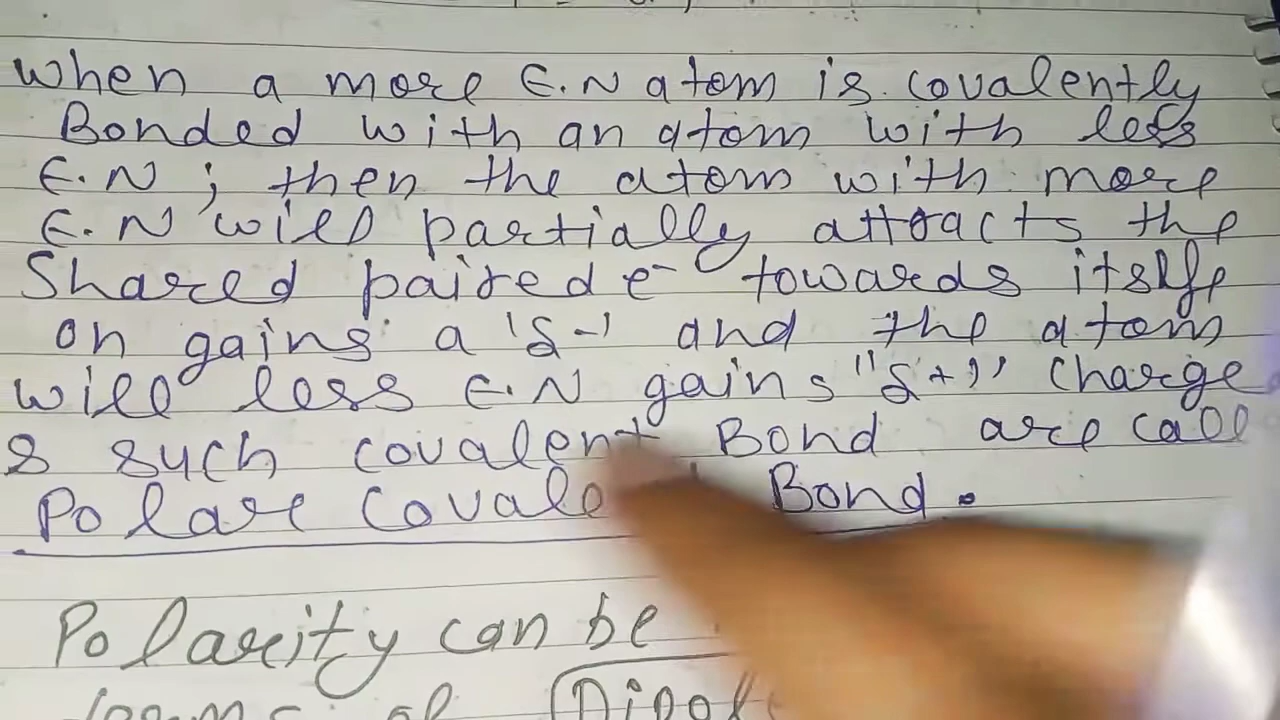 When a more E.N atom is covalently
Bonded with an atom with less
E.N ; then the atom with more
E.N will partially attracts the
Shared paired e⁻ towards itself
on gains a 'δ-' and the atom
will less E.N gains "δ+" charge
& such covalent Bond are call
Polar Covalent Bond.
Polarity can be